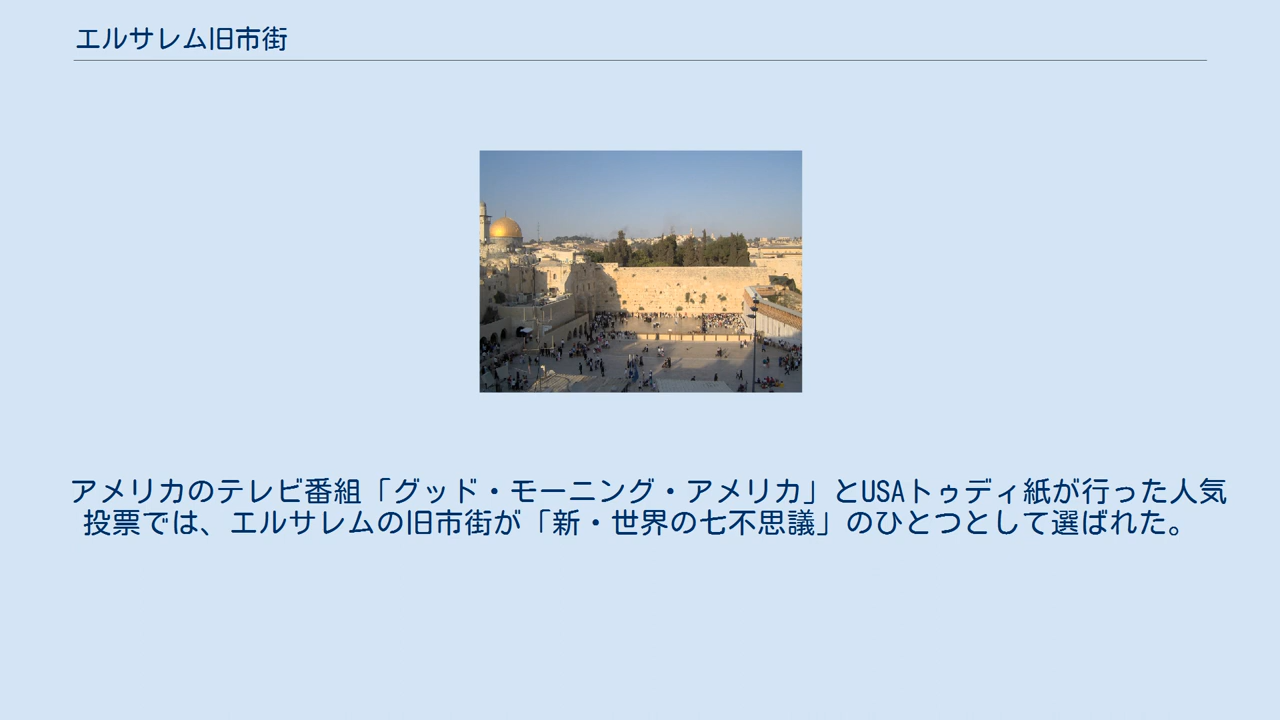 エルサレム旧市街
アメリカのテレビ番組「グッド・モーニング・アメリカ」とUSAトゥディ紙が行った人気
投票では、エルサレムの旧市街が「新・世界の七不思議」のひとつとして選ばれた。